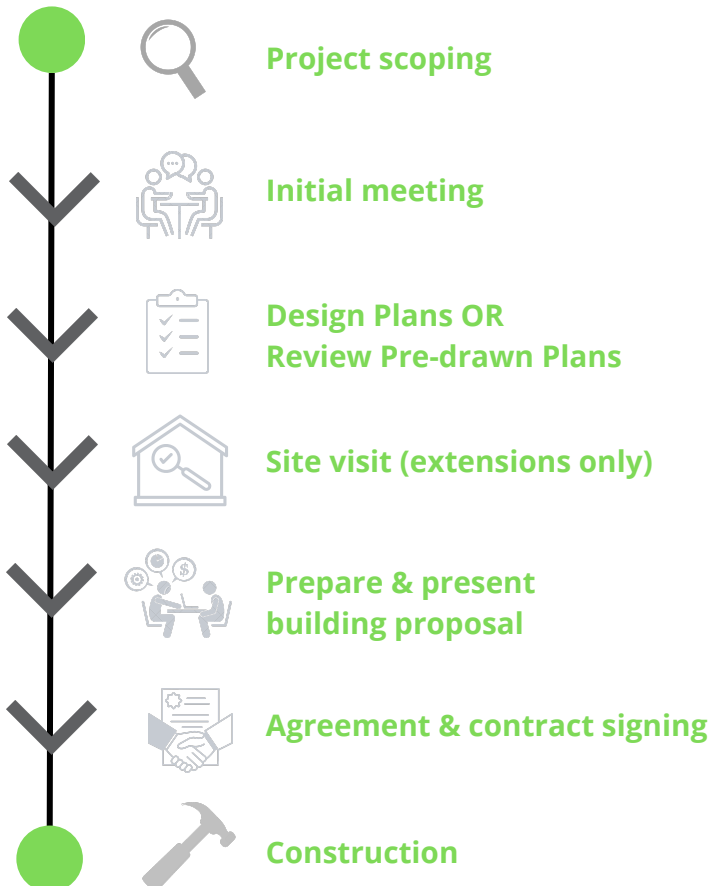 Project scoping
Initial meeting
Design Plans OR
Review Pre-drawn Plans
Site visit (extensions only)
$
Prepare & present
building proposal
Agreement & contract signing
Construction